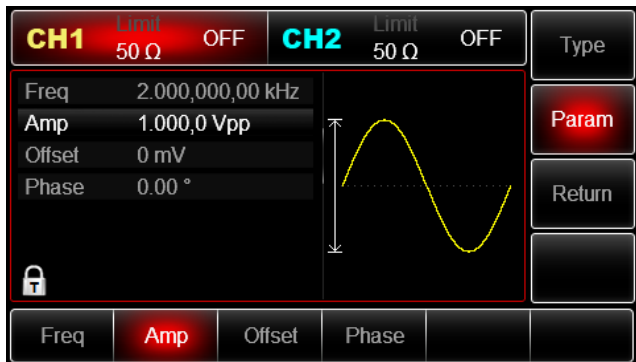 CH1 Limit 50 Ω OFF CH2 Limit 50 Ω OFF Type
Freq 2.000,000,00 kHz
Amp 1.000,0 Vpp Param
Offset 0 mV
Phase 0.00 ° Return
T
Freq Amp Offset Phase